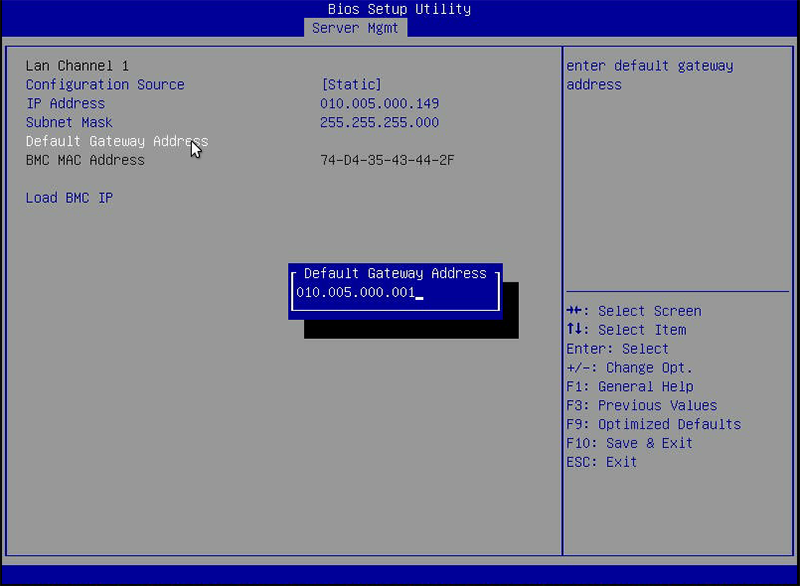 Bios Setup Utility
Server Mgmt
Lan Channel 1
Configuration Source [Static]
IP Address 010.005.000.149
Subnet Mask 255.255.255.000
Default Gateway Address
BMC MAC Address 74-D4-35-43-44-2F
Load BMC IP
Default Gateway Address
010.005.000.001_
enter default gateway
address
→←: Select Screen
↑↓: Select Item
Enter: Select
+/-: Change Opt.
F1: General Help
F3: Previous Values
F9: Optimized Defaults
F10: Save & Exit
ESC: Exit